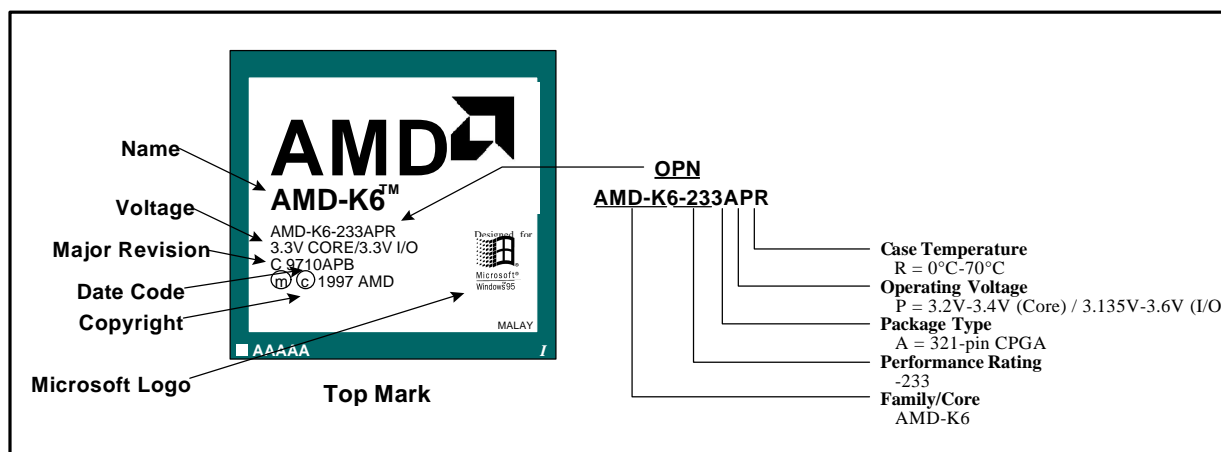 AMD
AMD-K6™
AMD-K6-233APR
3.3V CORE/3.3V I/O
C 9710APB
m c 1997 AMD
Designed for
Microsoft®
Windows®95
MALAY
AAAAA
I
Name
Voltage
Major Revision
Date Code
Copyright
Microsoft Logo
Top Mark
OPN
AMD-K6-233APR
Case Temperature
R = 0°C-70°C
Operating Voltage
P = 3.2V-3.4V (Core) / 3.135V-3.6V (I/O
Package Type
A = 321-pin CPGA
Performance Rating
-233
Family/Core
AMD-K6